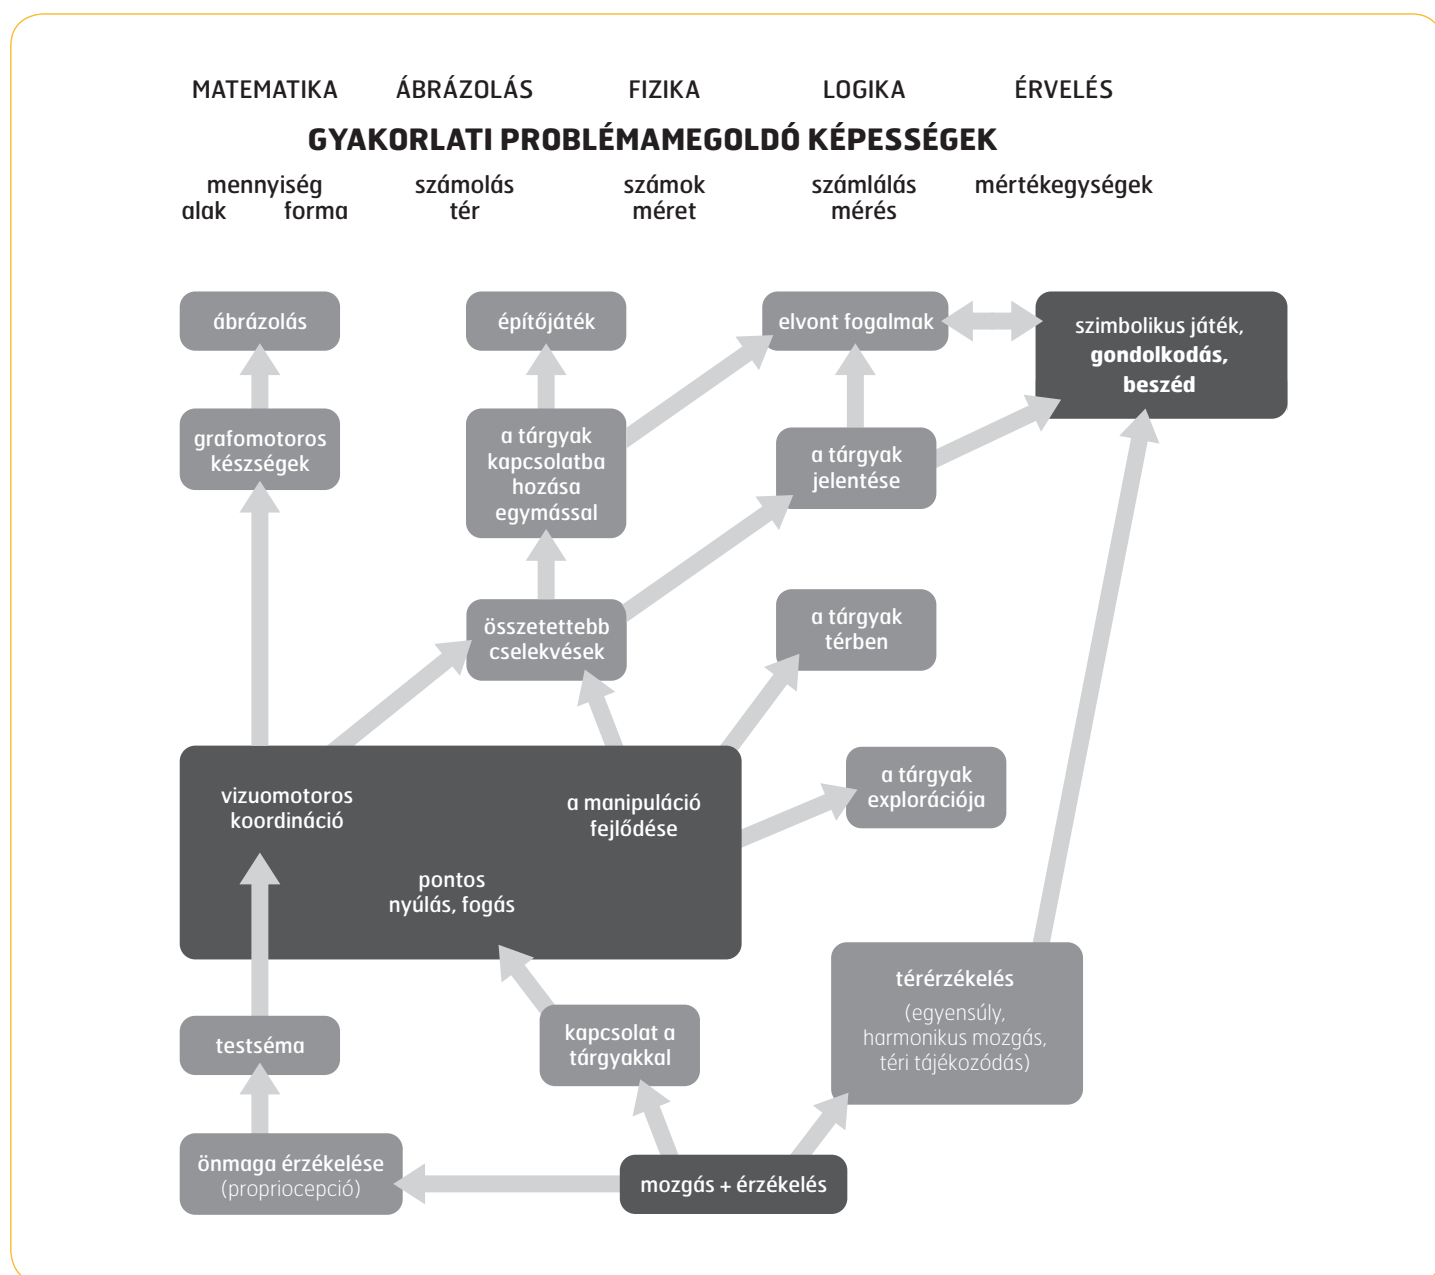 MATEMATIKA ÁBRÁZOLÁS FIZIKA LOGIKA ÉRVELÉS
GYAKORLATI PROBLÉMAMEGOLDÓ KÉPESSÉGEK
mennyiség számolás számok számlálás mértékegységek
alak forma tér méret mérés
ábrázolás
építőjáték
elvont fogalmak
szimbolikus játék,
gondolkodás,
beszéd
grafomotoros
készségek
a tárgyak
kapcsolatba
hozása
egymással
a tárgyak
jelentése
összetettebb
cselekvések
a tárgyak
térben
vizuomotoros
koordináció
a manipuláció
fejlődése
pontos
nyúlás, fogás
a tárgyak
explorációja
térérzékelés
(egyensúly,
harmonikus mozgás,
téri tájékozódás)
testséma
kapcsolat a
tárgyakkal
önmaga érzékelése
(propriocepció)
mozgás + érzékelés